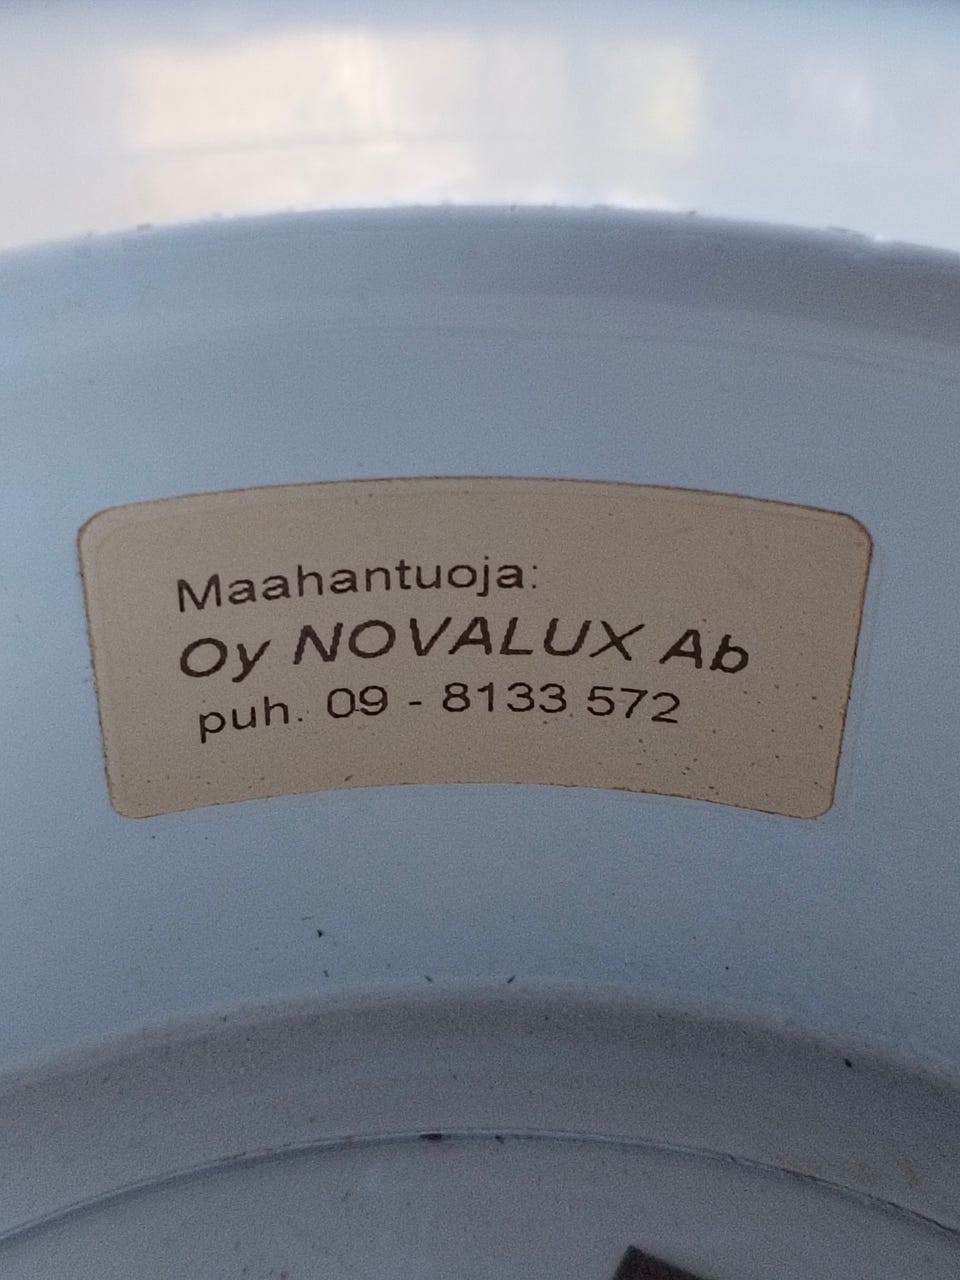 Maahantuoja:
Oy NOVALUX Ab
puh. 09 - 8133 572